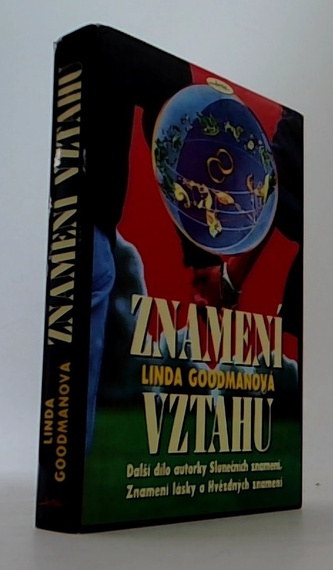 LINDA
GOODMANOVÁ
ZNAMENÍ VZTAHU
ZNAMENÍ
LINDA GOODMANOVÁ
VZTAHU
Další dílo autorky Slunečních znamení,
Znamení lásky a Hvězdných znamení